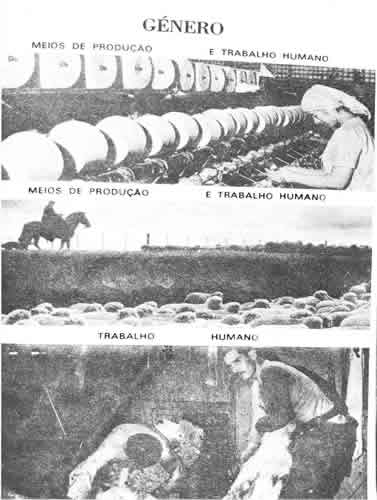 GÉNERO
MEIOS DE PRODUÇÃO E TRABALHO HUMANO
MEIOS DE PRODUÇÃO E TRABALHO HUMANO
TRABALHO HUMANO